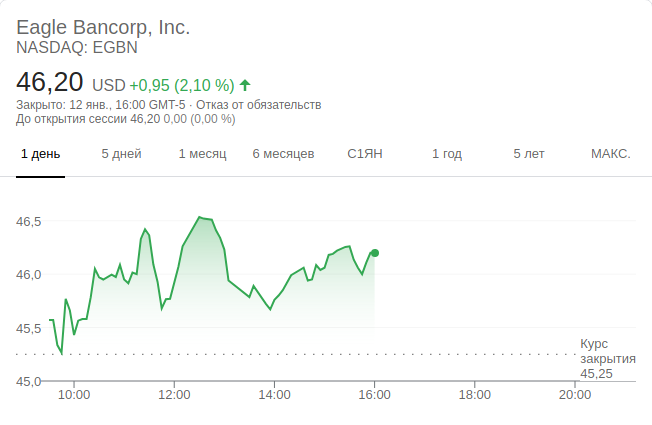 Eagle Bancorp, Inc.
NASDAQ: EGBN
46,20 USD +0,95 (2,10 %)
Закрыто: 12 янв., 16:00 GMT-5 · Отказ от обязательств
До открытия сессии 46,20 0,00 (0,00 %)
1 день 5 дней 1 месяц 6 месяцев С1ЯН 1 год 5 лет МАКС.
46,5
46,0
45,5
Курс
закрытия
45,25
45,0
10:00 12:00 14:00 16:00 18:00 20:00